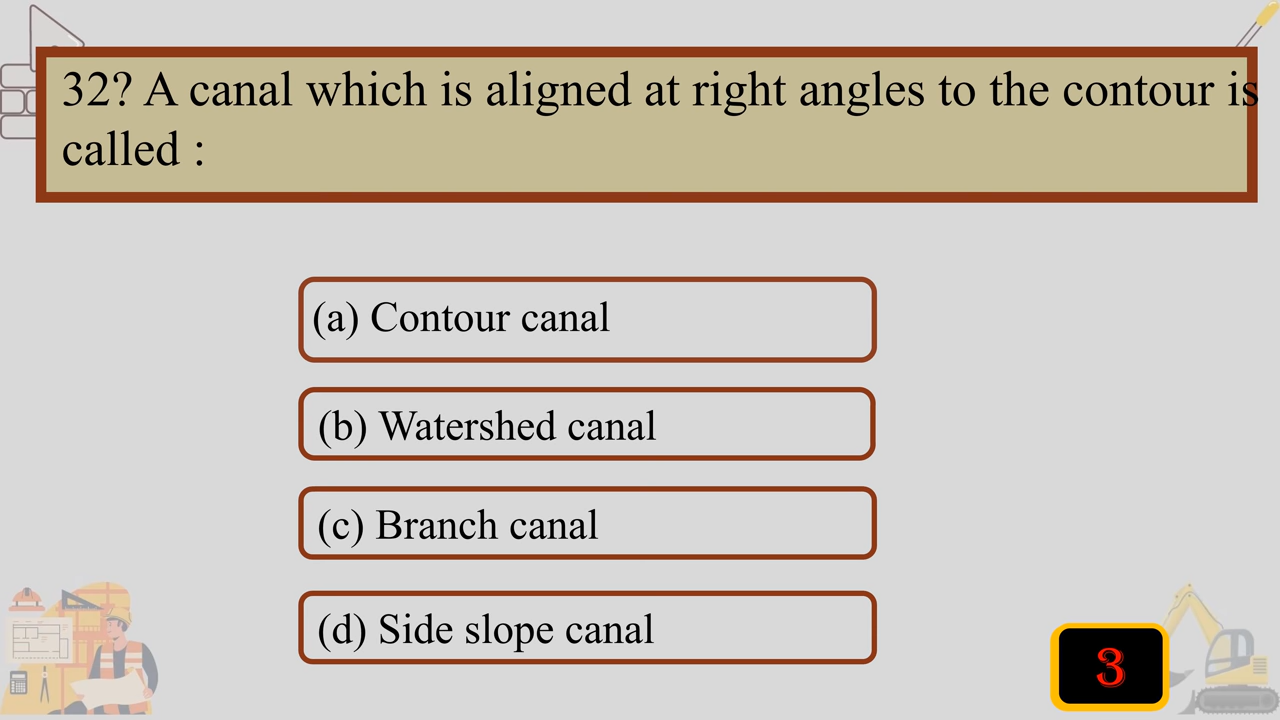 32? A canal which is aligned at right angles to the contour is
called :
(a) Contour canal
(b) Watershed canal
(c) Branch canal
(d) Side slope canal
3